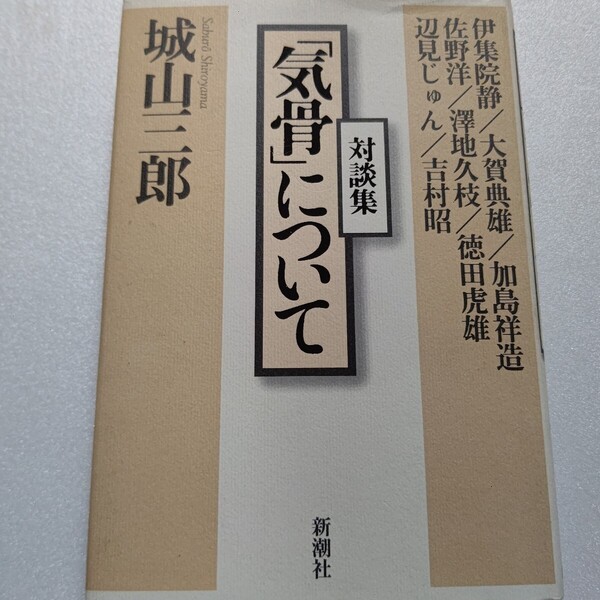 伊集院静／大賀典雄／加島祥造
佐野洋／澤地久枝／徳田虎雄
辺見じゅん／吉村昭
対談集
「気骨」について
城山三郎
Saburō Shiroyama
新潮社